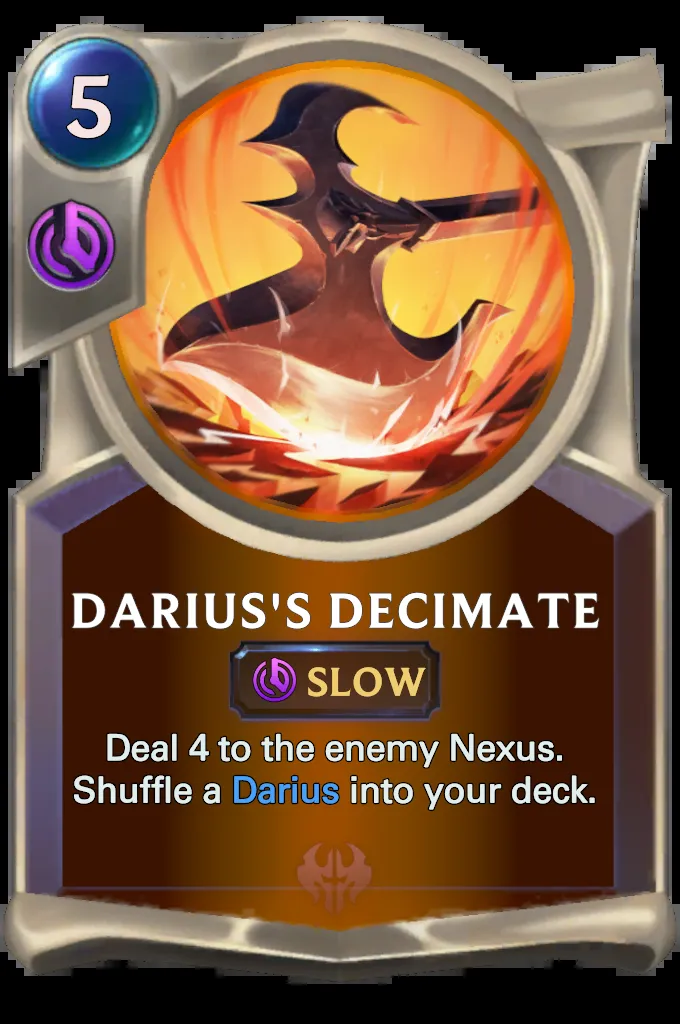 5
DARIUS'S DECIMATE
SLOW
Deal 4 to the enemy Nexus.
Shuffle a Darius into your deck.